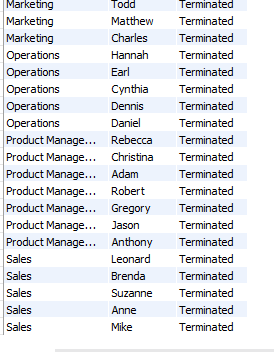 Marketing Todd Terminated
Marketing Matthew Terminated
Marketing Charles Terminated
Operations Hannah Terminated
Operations Earl Terminated
Operations Cynthia Terminated
Operations Dennis Terminated
Operations Daniel Terminated
Product Manage... Rebecca Terminated
Product Manage... Christina Terminated
Product Manage... Adam Terminated
Product Manage... Robert Terminated
Product Manage... Gregory Terminated
Product Manage... Jason Terminated
Product Manage... Anthony Terminated
Sales Leonard Terminated
Sales Brenda Terminated
Sales Suzanne Terminated
Sales Anne Terminated
Sales Mike Terminated